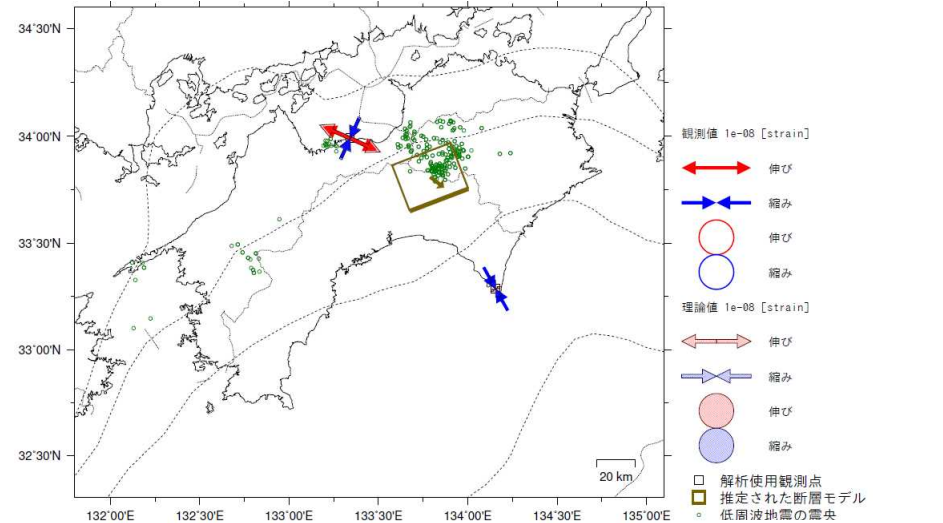 34°30'N
34°00'N
33°30'N
33°00'N
32°30'N
132°00'E
132°30'E
133°00'E
133°30'E
134°00'E
134°30'E
135°00'E
20 km
観測値 1e-08 [strain]
伸び
縮み
伸び
縮み
理論値 1e-08 [strain]
伸び
縮み
伸び
縮み
解析使用観測点
推定された断層モデル
低周波地震の震央